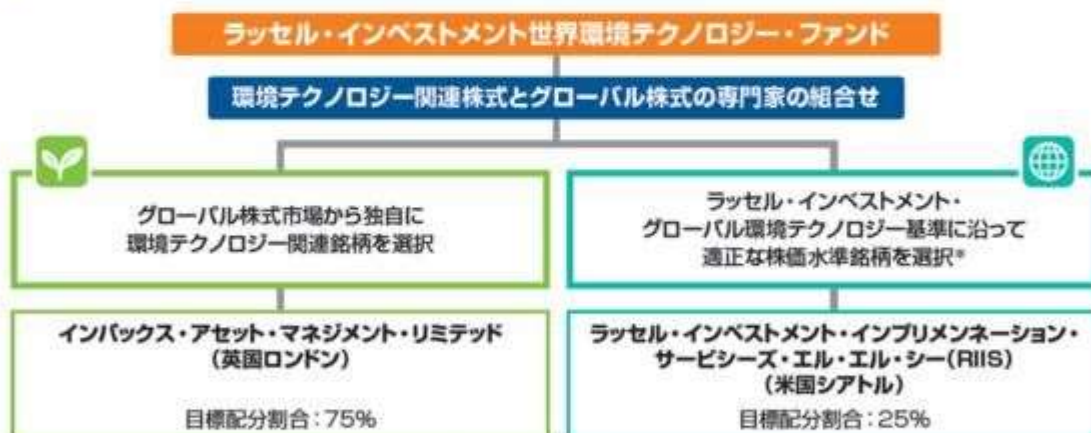 ラッセル・インベストメント世界環境テクノロジー・ファンド
環境テクノロジー関連株式とグローバル株式の専門家の組合せ
グローバル株式市場から独自に
環境テクノロジー関連銘柄を選択
インパックス・アセット・マネジメント・リミテッド
(英国ロンドン)
目標配分割合:75%
ラッセル・インベストメント・
グローバル環境テクノロジー基準に沿って
適正な株価水準銘柄を選択*
ラッセル・インベストメント・インプリメンネーション・
サービシーズ・エル・エル・シー(RIIS)
(米国シアトル)
目標配分割合:25%